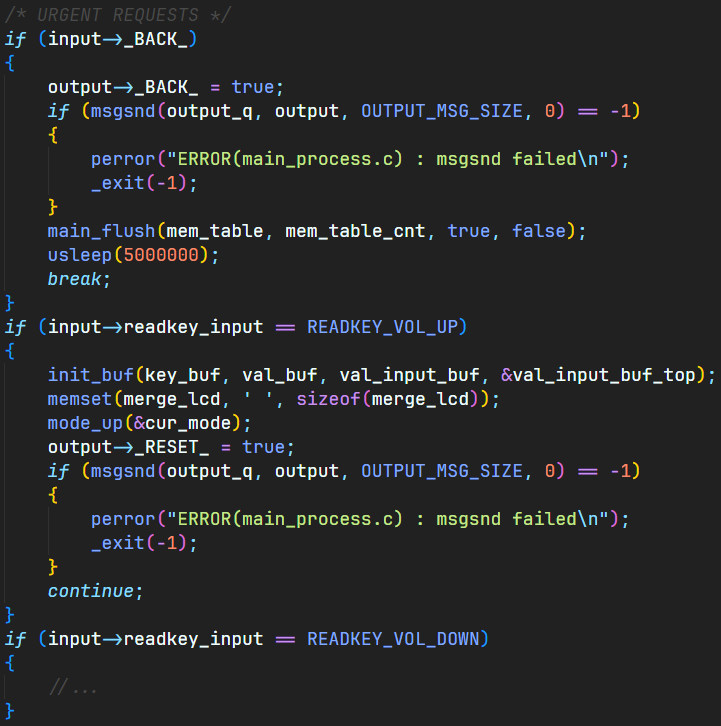 /* URGENT REQUESTS */
if (input->_BACK_)
{
output->_BACK_ = true;
if (msgsnd(output_q, output, OUTPUT_MSG_SIZE, 0) == -1)
{
perror("ERROR(main_process.c) : msgsnd failed\n");
_exit(-1);
}
main_flush(mem_table, mem_table_cnt, true, false);
usleep(5000000);
break;
}
if (input->readkey_input == READKEY_VOL_UP)
{
init_buf(key_buf, val_buf, val_input_buf, &val_input_buf_top);
memset(merge_lcd, ' ', sizeof(merge_lcd));
mode_up(&cur_mode);
output->_RESET_ = true;
if (msgsnd(output_q, output, OUTPUT_MSG_SIZE, 0) == -1)
{
perror("ERROR(main_process.c) : msgsnd failed\n");
_exit(-1);
}
continue;
}
if (input->readkey_input == READKEY_VOL_DOWN)
{
//...
}